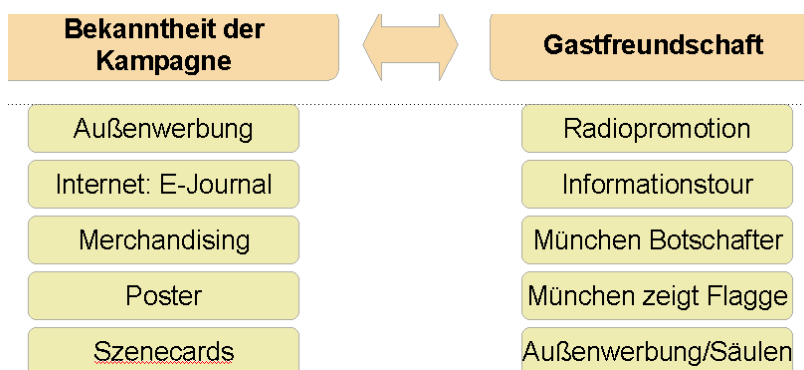 Bekanntheit der
Kampagne
Gastfreundschaft
Außenwerbung
Radiopromotion
Internet: E-Journal
Informationstour
Merchandising
München Botschafter
Poster
München zeigt Flagge
Szenecards
Außenwerbung/Säulen